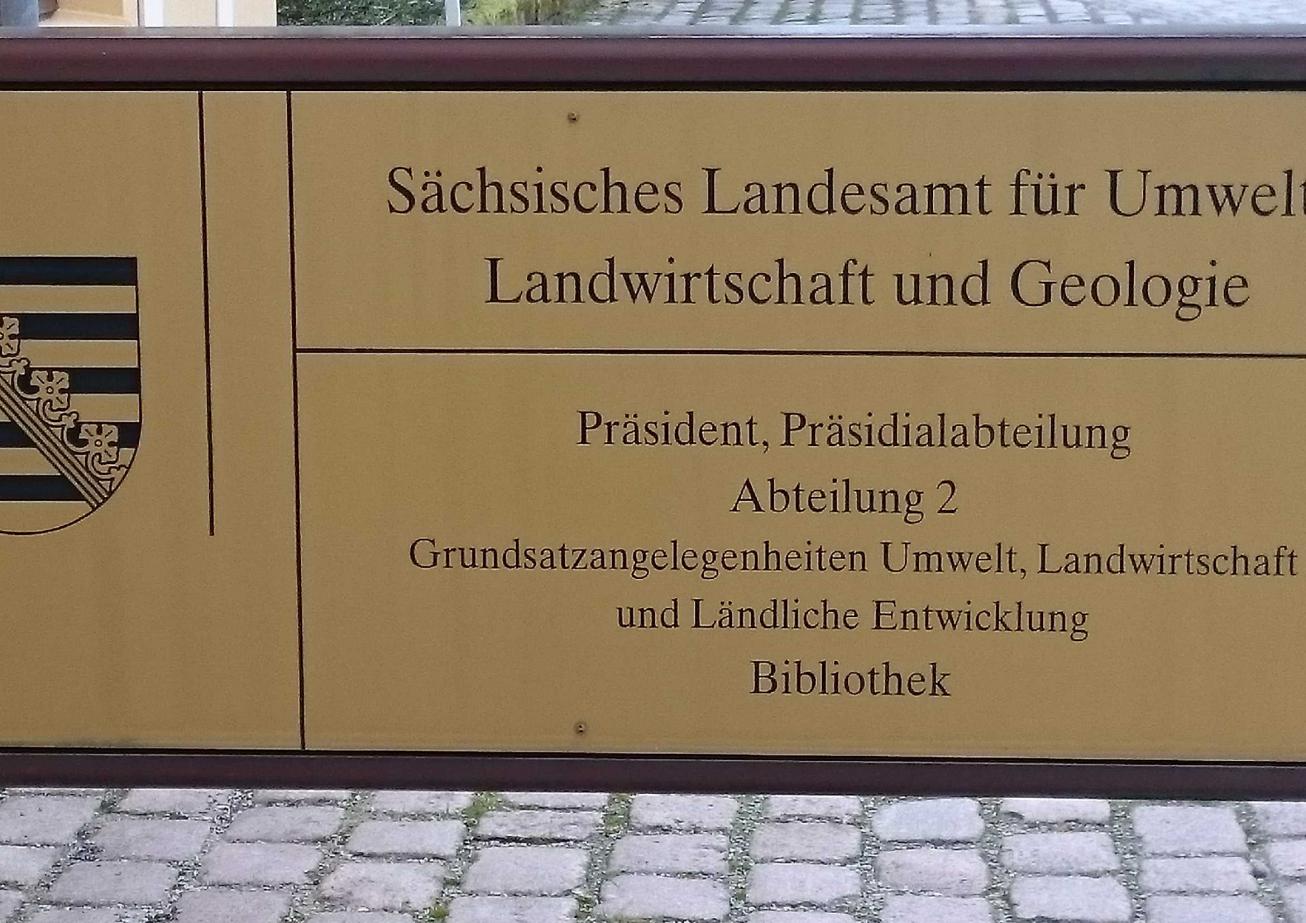 Sächsisches Landesamt für Umwelt
Landwirtschaft und Geologie
Präsident, Präsidialabteilung
Abteilung 2
Grundsatzangelegenheiten Umwelt, Landwirtschaft
und Ländliche Entwicklung
Bibliothek